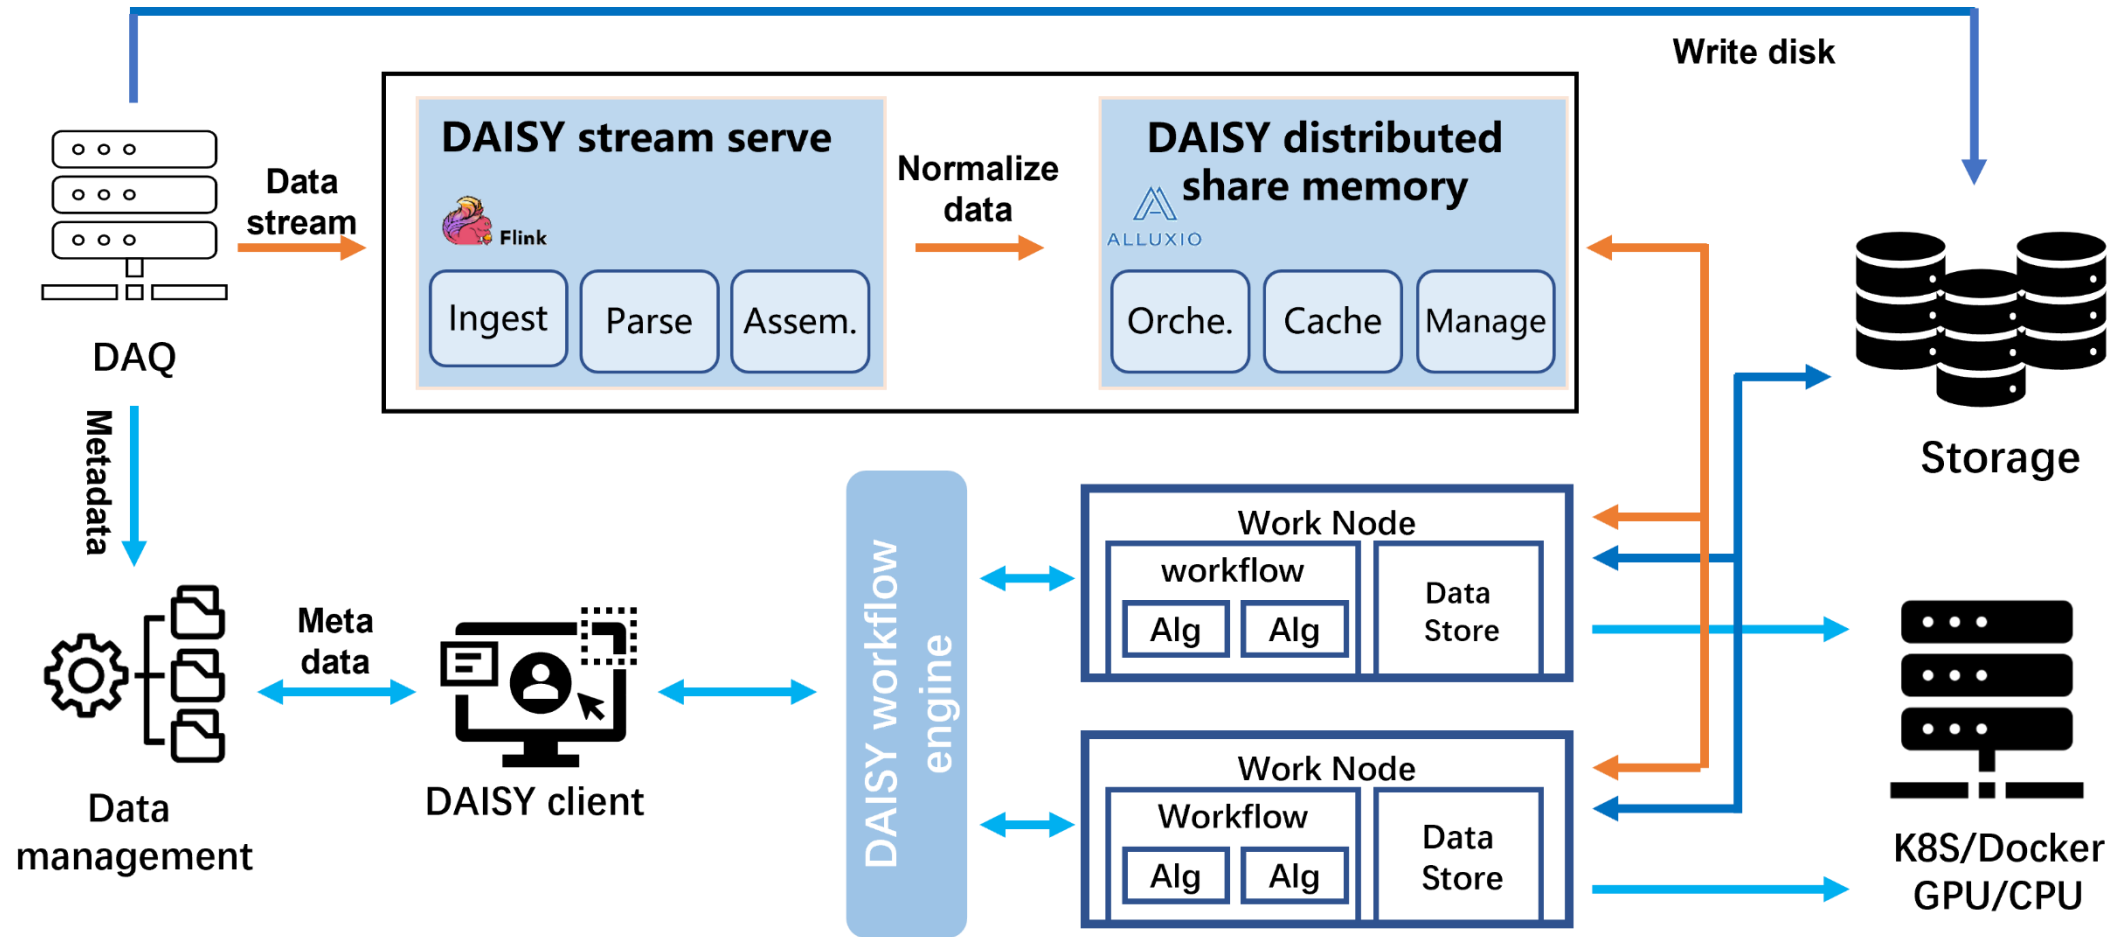 Write disk
DAISY stream serve
Flink
Ingest
Parse
Assem.
Normalize
data
DAISY distributed
share memory
ALLUXIO
Orche.
Cache
Manage
Data
stream
DAQ
Metadata
Storage
Data
management
Meta
data
DAISY client
DAISY workflow
engine
Work Node
workflow
Alg
Alg
Data
Store
Work Node
Workflow
Alg
Alg
Data
Store
K8S/Docker
GPU/CPU